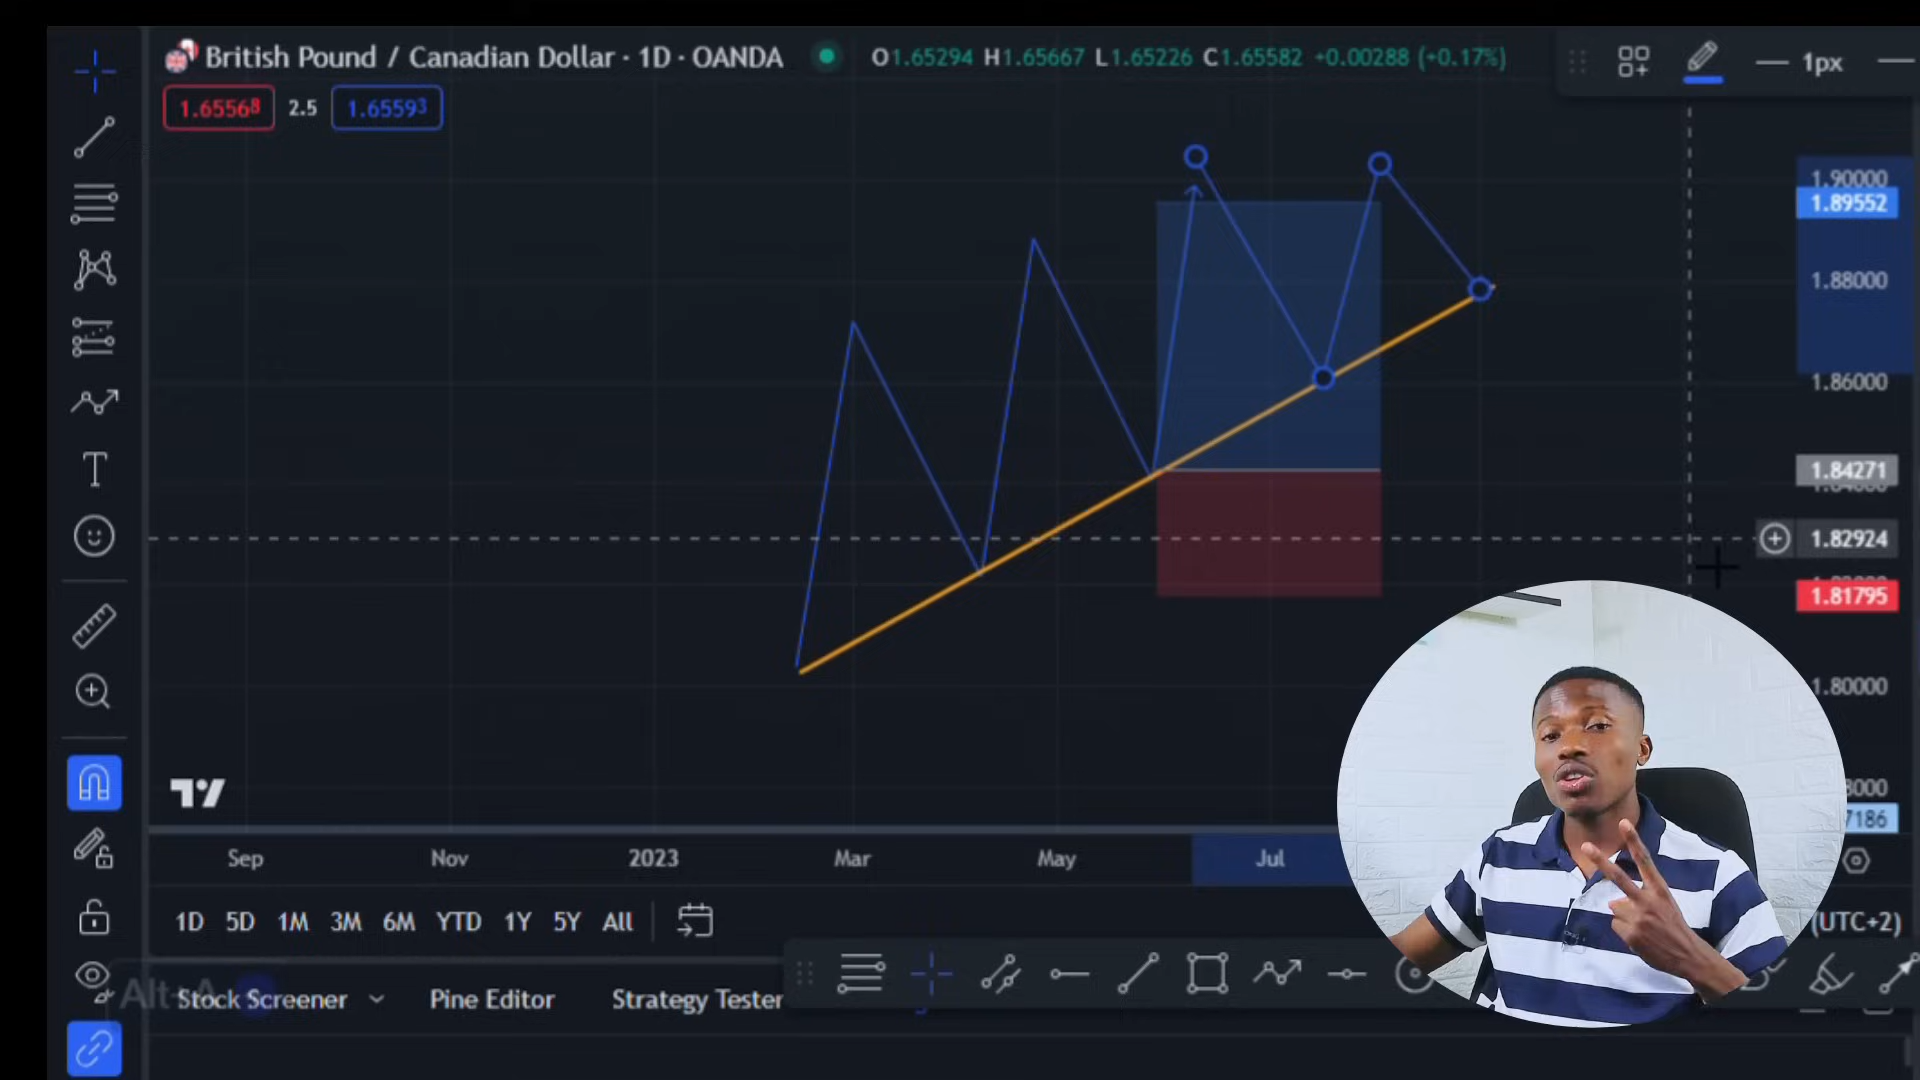 British Pound / Canadian Dollar · 1D · OANDA O1.65294 H1.65667 L1.65226 C1.65582 +0.00288 (+0.17%)
1px
1.65568 2.5 1.65593
1.90000
1.89552
1.88000
1.86000
1.84271
1.82924
1.81795
1.80000
7186
Sep Nov 2023 Mar May Jul
1D 5D 1M 3M 6M YTD 1Y 5Y All
(UTC+2)
Stock Screener Pine Editor Strategy Tester